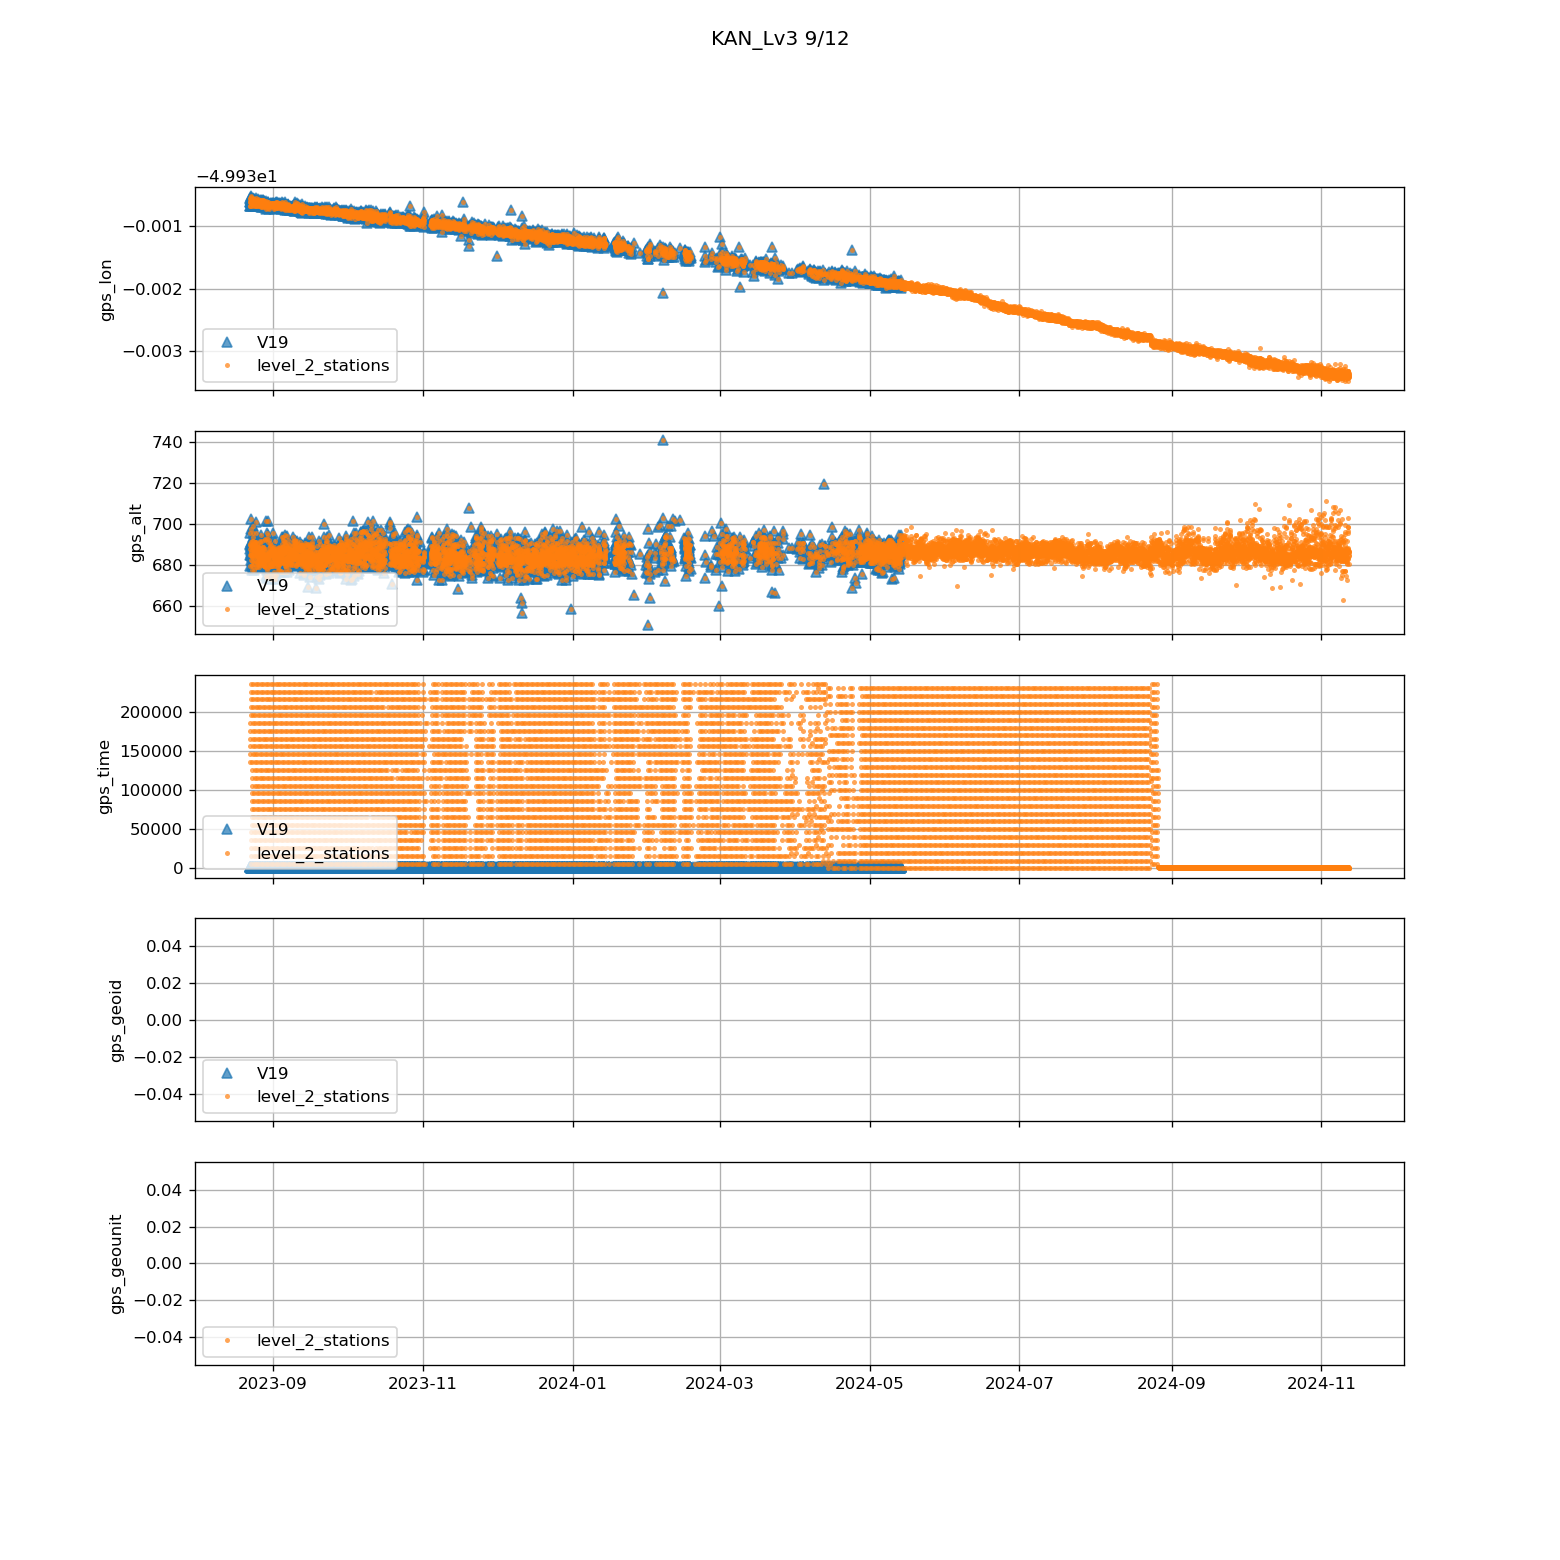 KAN_Lv3 9/12
−4.993e1
−0.001
−0.002
−0.003
gps_lon
V19
level_2_stations
740
720
700
680
660
gps_alt
V19
level_2_stations
200000
150000
100000
50000
0
gps_time
V19
level_2_stations
0.04
0.02
0.00
−0.02
−0.04
gps_geoid
V19
level_2_stations
0.04
0.02
0.00
−0.02
−0.04
gps_geounit
level_2_stations
2023-09 2023-11 2024-01 2024-03 2024-05 2024-07 2024-09 2024-11